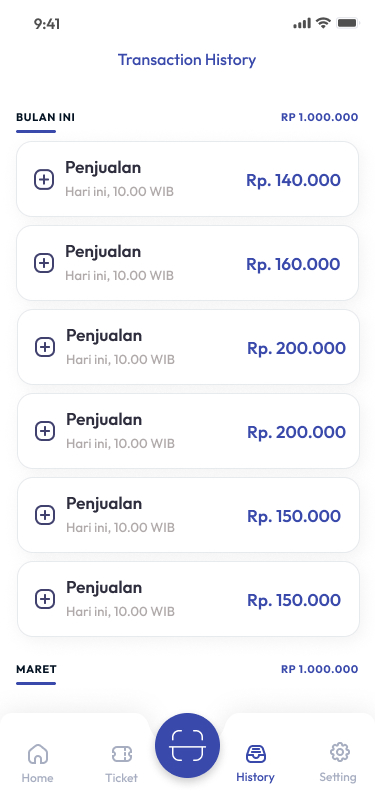 9:41
Transaction History
BULAN INI RP 1.000.000
Penjualan
Hari ini, 10.00 WIB
Rp. 140.000
Penjualan
Hari ini, 10.00 WIB
Rp. 160.000
Penjualan
Hari ini, 10.00 WIB
Rp. 200.000
Penjualan
Hari ini, 10.00 WIB
Rp. 200.000
Penjualan
Hari ini, 10.00 WIB
Rp. 150.000
Penjualan
Hari ini, 10.00 WIB
Rp. 150.000
MARET RP 1.000.000
Home Ticket History Setting